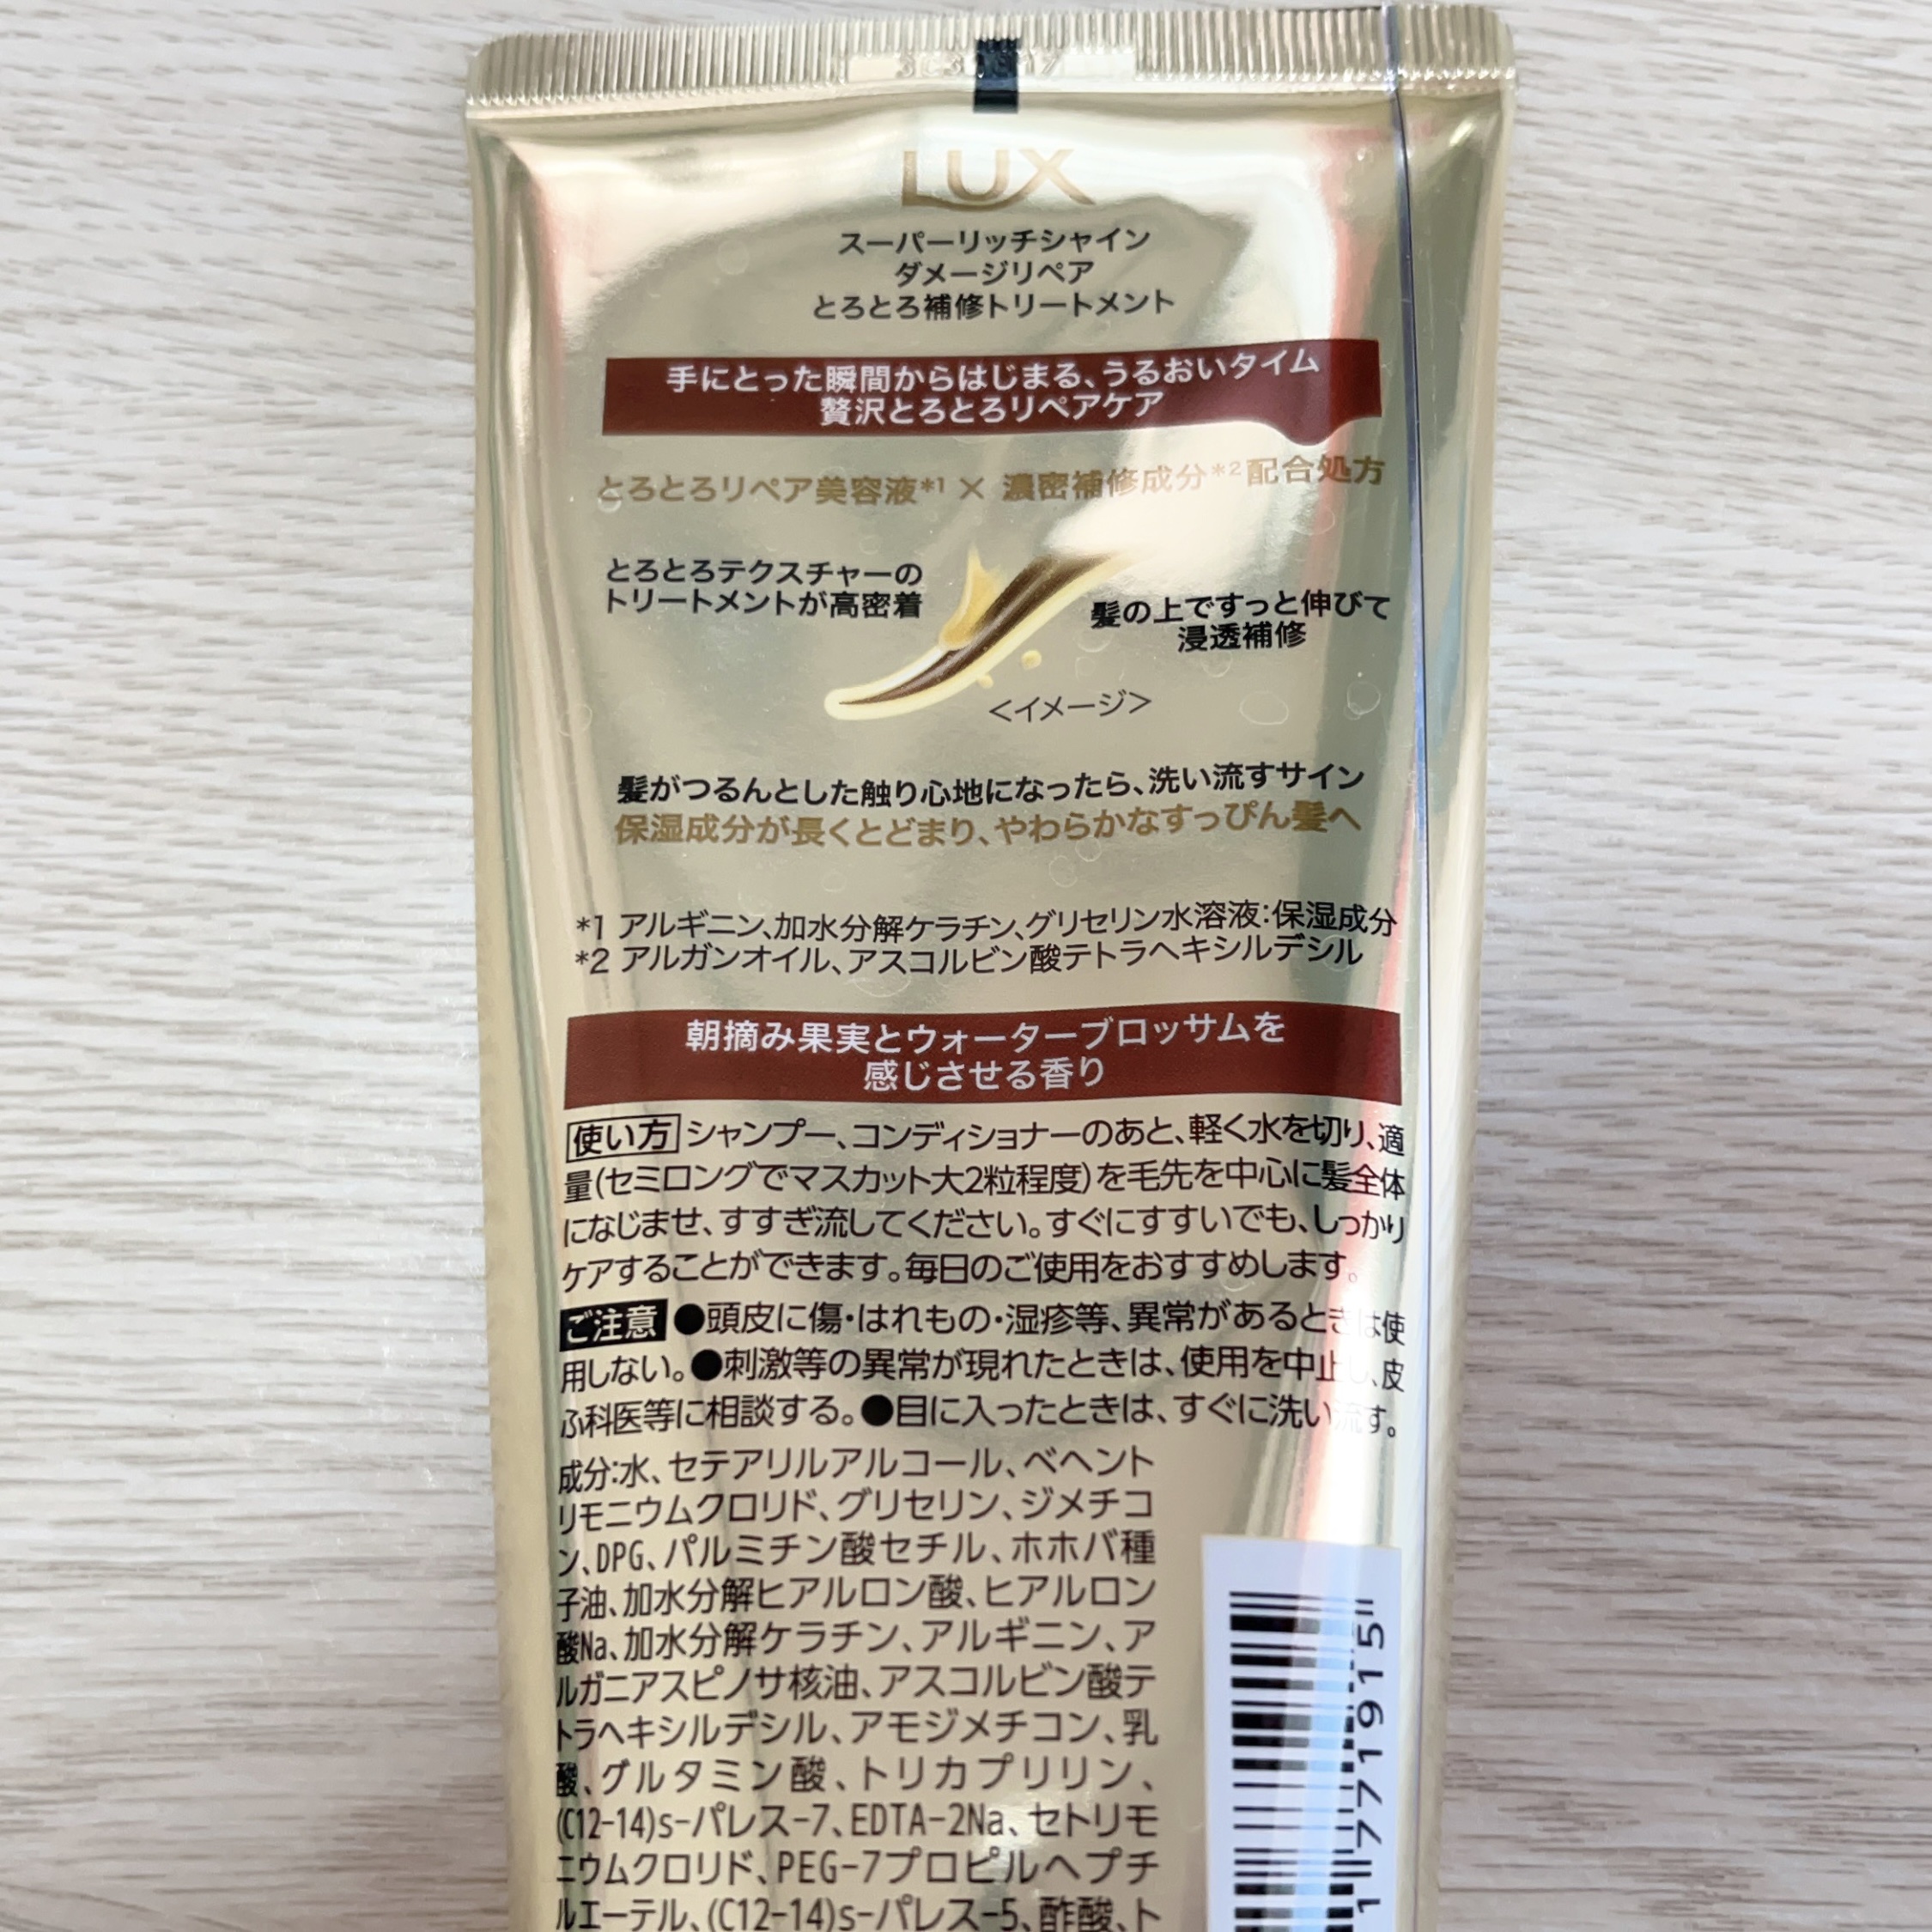 LUX
スーパーリッチシャイン
ダメージリペア
とろとろ補修トリートメント
手にとった瞬間からはじまる、うるおいタイム
贅沢とろとろリペアケア
とろとろリペア美容液*1 × 濃密補修成分*2配合処方
とろとろテクスチャーの
トリートメントが高密着
髪の上ですっと伸びて
浸透補修
<イメージ>
髪がつるんとした触り心地になったら、洗い流すサイン
保湿成分が長くとどまり、やわらかなすっぴん髪へ
*1 アルギニン、加水分解ケラチン、グリセリン水溶液:保湿成分
*2 アルガンオイル、アスコルビン酸テトラヘキシルデシル
朝摘み果実とウォーターブロッサムを
感じさせる香り
使い方 シャンプー、コンディショナーのあと、軽く水を切り、適
量(セミロングでマスカット大2粒程度)を毛先を中心に髪全体
になじませ、すすぎ流してください。すぐにすすいでも、しっかり
ケアすることができます。毎日のご使用をおすすめします。
ご注意 ●頭皮に傷・はれもの・湿疹等、異常があるときは使
用しない。●刺激等の異常が現れたときは、使用を中止し、皮
ふ科医等に相談する。●目に入ったときは、すぐに洗い流す。
成分:水、セテアリルアルコール、ベヘント
リモニウムクロリド、グリセリン、ジメチコ
ン、DPG、パルミチン酸セチル、ホホバ種
子油、加水分解ヒアルロン酸、ヒアルロン
酸Na、加水分解ケラチン、アルギニン、ア
ルガニアスピノサ核油、アスコルビン酸テ
トラヘキシルデシル、アモジメチコン、乳
酸、グルタミン酸、トリカプリリン、
(C12-14)s-パレス-7、EDTA-2Na、セトリモ
ニウムクロリド、PEG-7プロピルヘプチ
ルエーテル、(C12-14)s-パレス-5、酢酸、ト
1771915